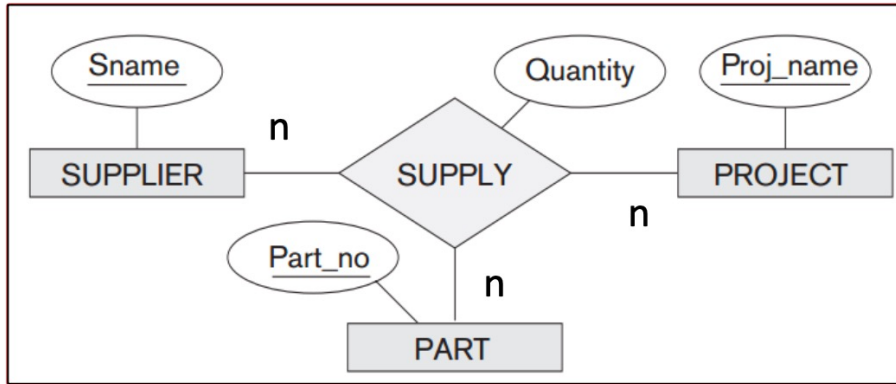 Sname
Quantity
Proj_name
n
SUPPLIER
SUPPLY
PROJECT
n
Part_no
n
PART